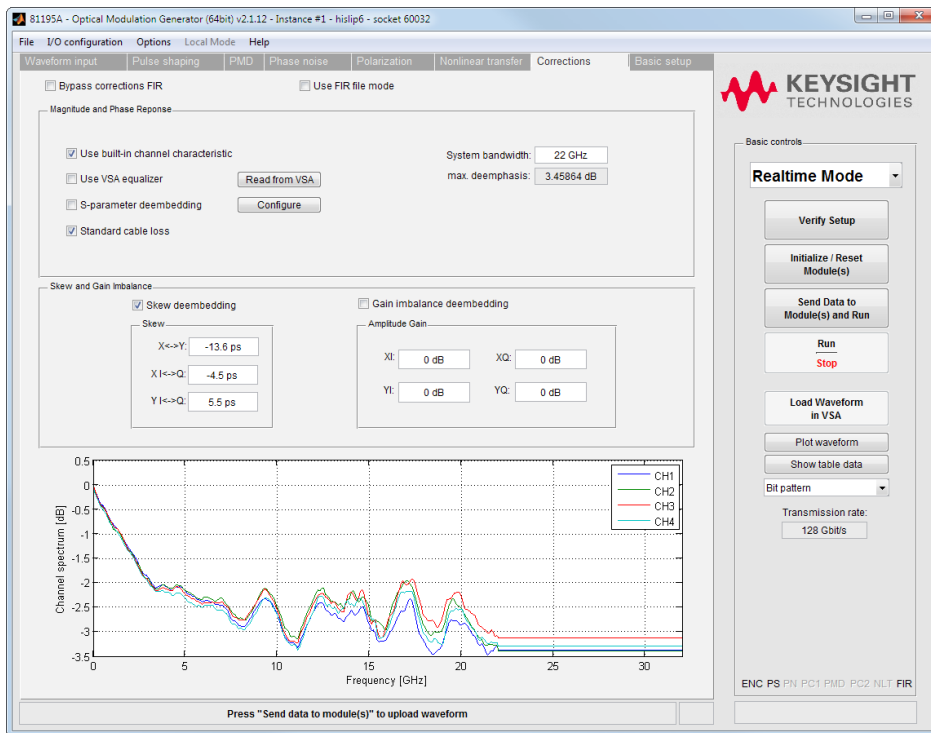 81195A - Optical Modulation Generator (64bit) v2.1.12 - Instance #1 - hislip6 - socket 60032
File I/O configuration Options Local Mode Help
Waveform input Pulse shaping PMD Phase noise Polarization Nonlinear transfer Corrections Basic setup
Bypass corrections FIR Use FIR file mode
Magnitude and Phase Reponse
Use built-in channel characteristic System bandwidth: 22 GHz
Use VSA equalizer Read from VSA max. deemphasis: 3.45864 dB
S-parameter deembedding Configure
Standard cable loss
Skew and Gain Imbalance
Skew deembedding Gain imbalance deembedding
Skew Amplitude Gain
X<->Y: -13.6 ps
XI: 0 dB XQ: 0 dB
X I<->Q: -4.5 ps
YI: 0 dB YQ: 0 dB
Y I<->Q: 5.5 ps
0.5
0
-0.5
-1
-1.5
-2
-2.5
-3
-3.5
Channel spectrum [dB]
CH1
CH2
CH3
CH4
0 5 10 15 20 25 30
Frequency [GHz]
Press "Send data to module(s)" to upload waveform
KEYSIGHT
TECHNOLOGIES
Basic controls
Realtime Mode
Verify Setup
Initialize / Reset
Module(s)
Send Data to
Module(s) and Run
Run
Stop
Load Waveform
in VSA
Plot waveform
Show table data
Bit pattern
Transmission rate:
128 Gbit/s
ENC PS PN PC1 PMD PC2 NLT FIR